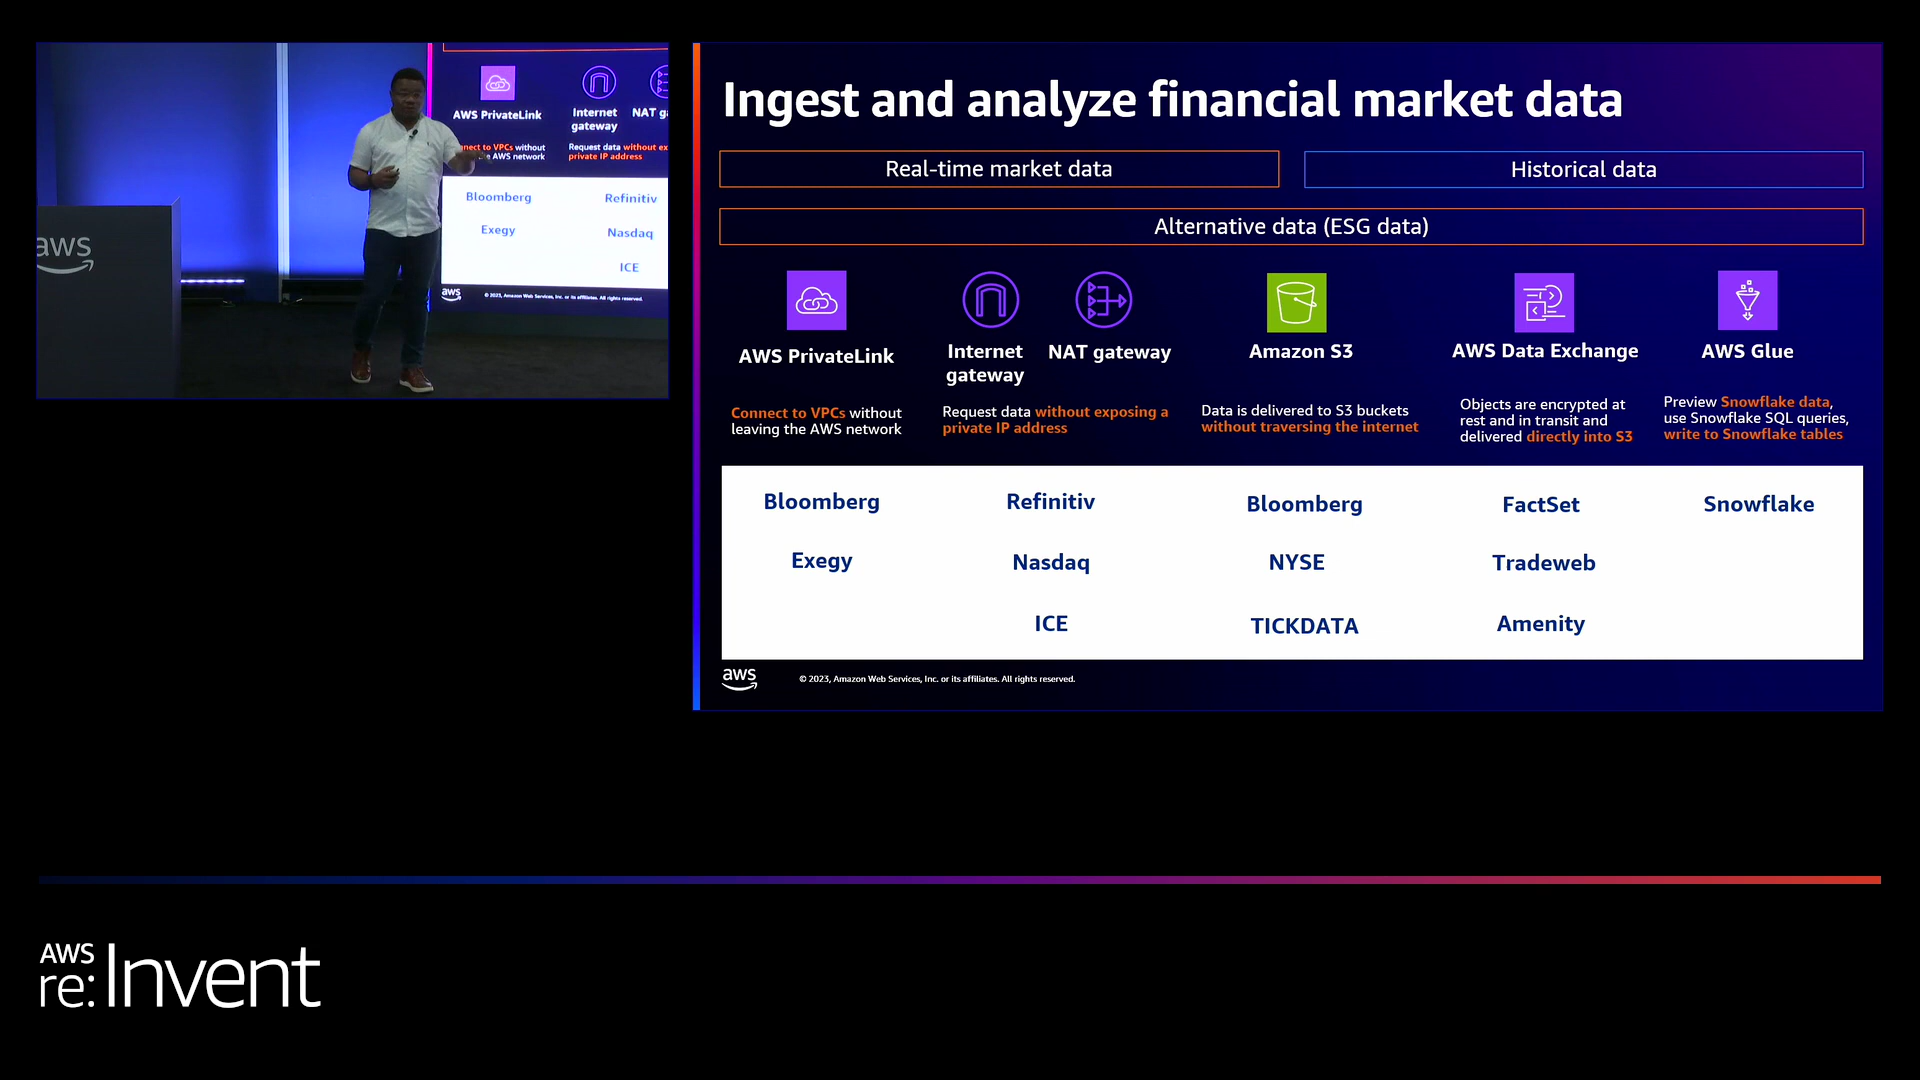 AWS PrivateLink
Internet
gateway
NAT
connect to VPCs without
AWS network
Request data without
private IP address
Bloomberg
Refinitiv
Exegy
Nasdaq
ICE
aws
aws
© 2023, Amazon Web Services, Inc. or its affiliates. All rights reserved.
Ingest and analyze financial market data
Real-time market data
Historical data
Alternative data (ESG data)
AWS PrivateLink
Internet
gateway
NAT gateway
Amazon S3
AWS Data Exchange
AWS Glue
Connect to VPCs without
leaving the AWS network
Request data without exposing a
private IP address
Data is delivered to S3 buckets
without traversing the internet
Objects are encrypted at
rest and in transit and
delivered directly into S3
Preview Snowflake data,
use Snowflake SQL queries,
write to Snowflake tables
Bloomberg
Refinitiv
Bloomberg
FactSet
Snowflake
Exegy
Nasdaq
NYSE
Tradeweb
ICE
TICKDATA
Amenity
aws
© 2023, Amazon Web Services, Inc. or its affiliates. All rights reserved.
AWS
re:Invent